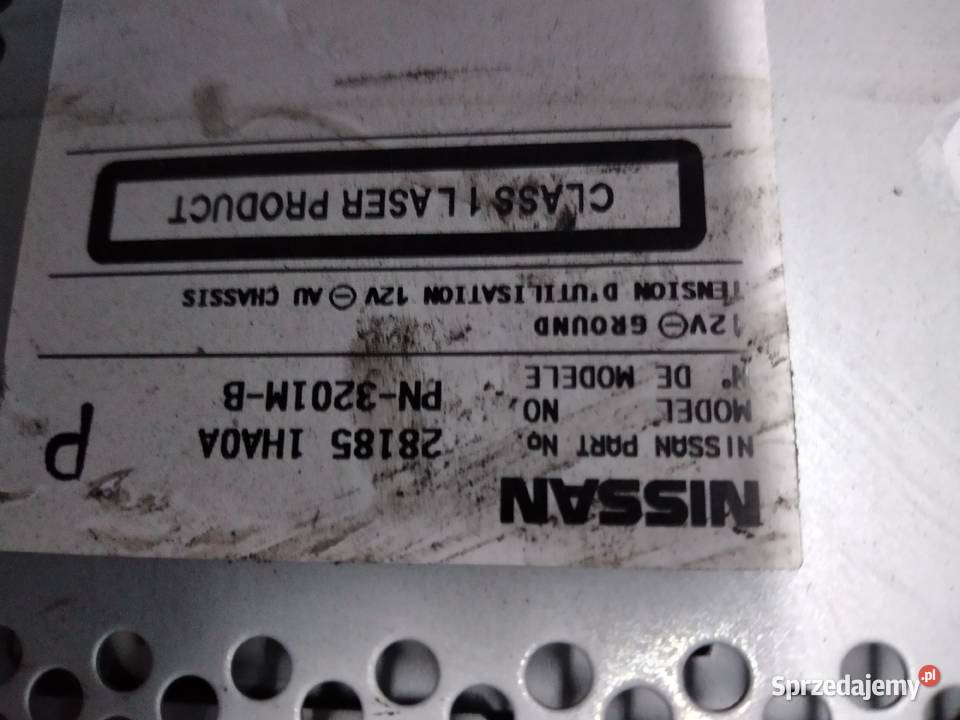 NISSAN
NISSAN PART No. 28185 1HA0A
MODEL NO. PN-3201M-B
N° DE MODELE
P
12V ⊖ GROUND
TENSION D'UTILISATION 12V ⊖ AU CHASSIS
CLASS 1 LASER PRODUCT
Sprzedajemy.pl